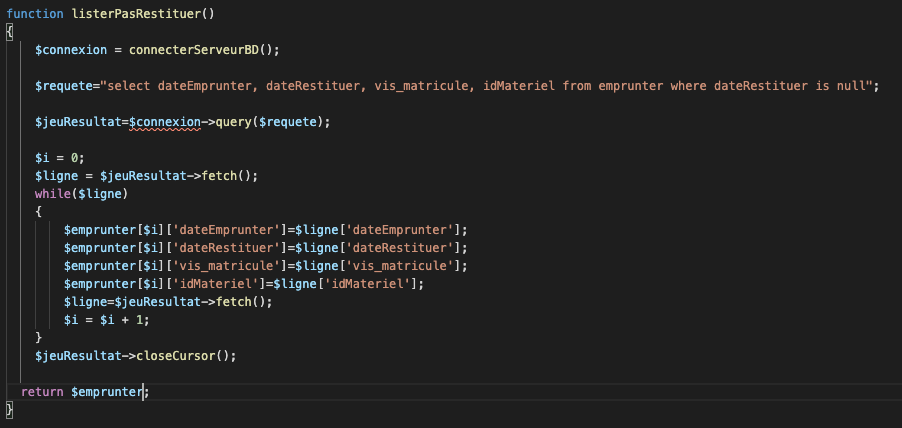 function listerPasRestituer()
{
$connexion = connecterServeurBD();
$requete="select dateEmprunter, dateRestituer, vis_matricule, idMateriel from emprunter where dateRestituer is null";
$jeuResultat=$connexion->query($requete);
$i = 0;
$ligne = $jeuResultat->fetch();
while($ligne)
{
$emprunter[$i]['dateEmprunter']=$ligne['dateEmprunter'];
$emprunter[$i]['dateRestituer']=$ligne['dateRestituer'];
$emprunter[$i]['vis_matricule']=$ligne['vis_matricule'];
$emprunter[$i]['idMateriel']=$ligne['idMateriel'];
$ligne=$jeuResultat->fetch();
$i = $i + 1;
}
$jeuResultat->closeCursor();
return $emprunter;
}